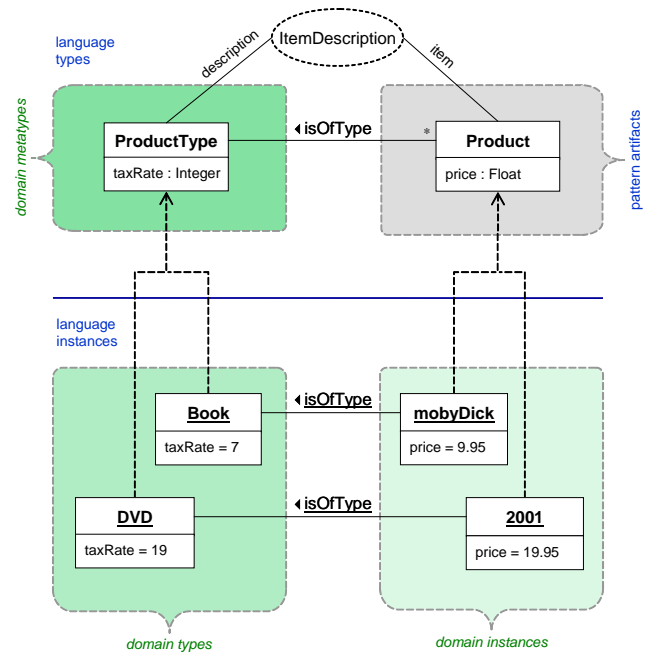 ItemDescription
language
types
description
item
domain metatypes
ProductType
taxRate : Integer
isOfType
*
Product
price : Float
pattern artifacts
language
instances
Book
taxRate = 7
isOfType
mobyDick
price = 9.95
DVD
taxRate = 19
isOfType
2001
price = 19.95
domain types
domain instances